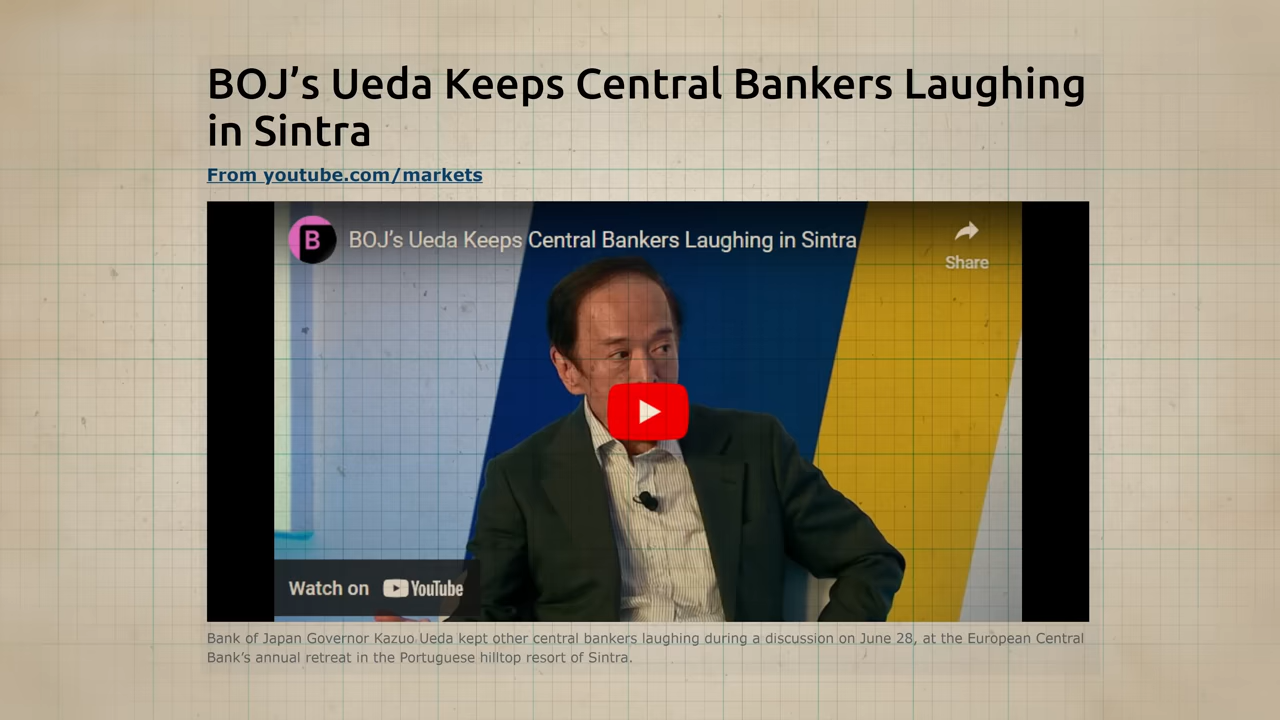 BOJ’s Ueda Keeps Central Bankers Laughing
in Sintra
From youtube.com/markets
B
BOJ’s Ueda Keeps Central Bankers Laughing in Sintra
Share
Watch on YouTube
Bank of Japan Governor Kazuo Ueda kept other central bankers laughing during a discussion on June 28, at the European Central
Bank’s annual retreat in the Portuguese hilltop resort of Sintra.